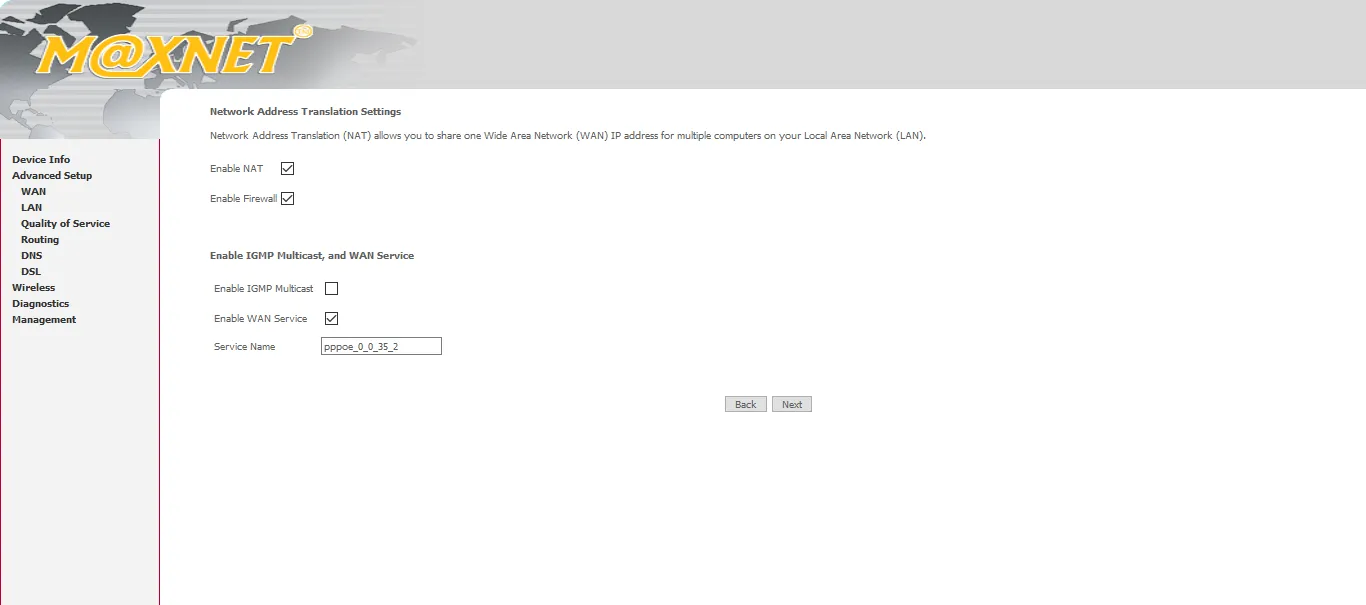 M@XNET®
Network Address Translation Settings
Network Address Translation (NAT) allows you to share one Wide Area Network (WAN) IP address for multiple computers on your Local Area Network (LAN).
Device Info
Advanced Setup
WAN
LAN
Quality of Service
Routing
DNS
DSL
Wireless
Diagnostics
Management
Enable NAT
Enable Firewall
Enable IGMP Multicast, and WAN Service
Enable IGMP Multicast
Enable WAN Service
Service Name pppoe_0_0_35_2
Back Next